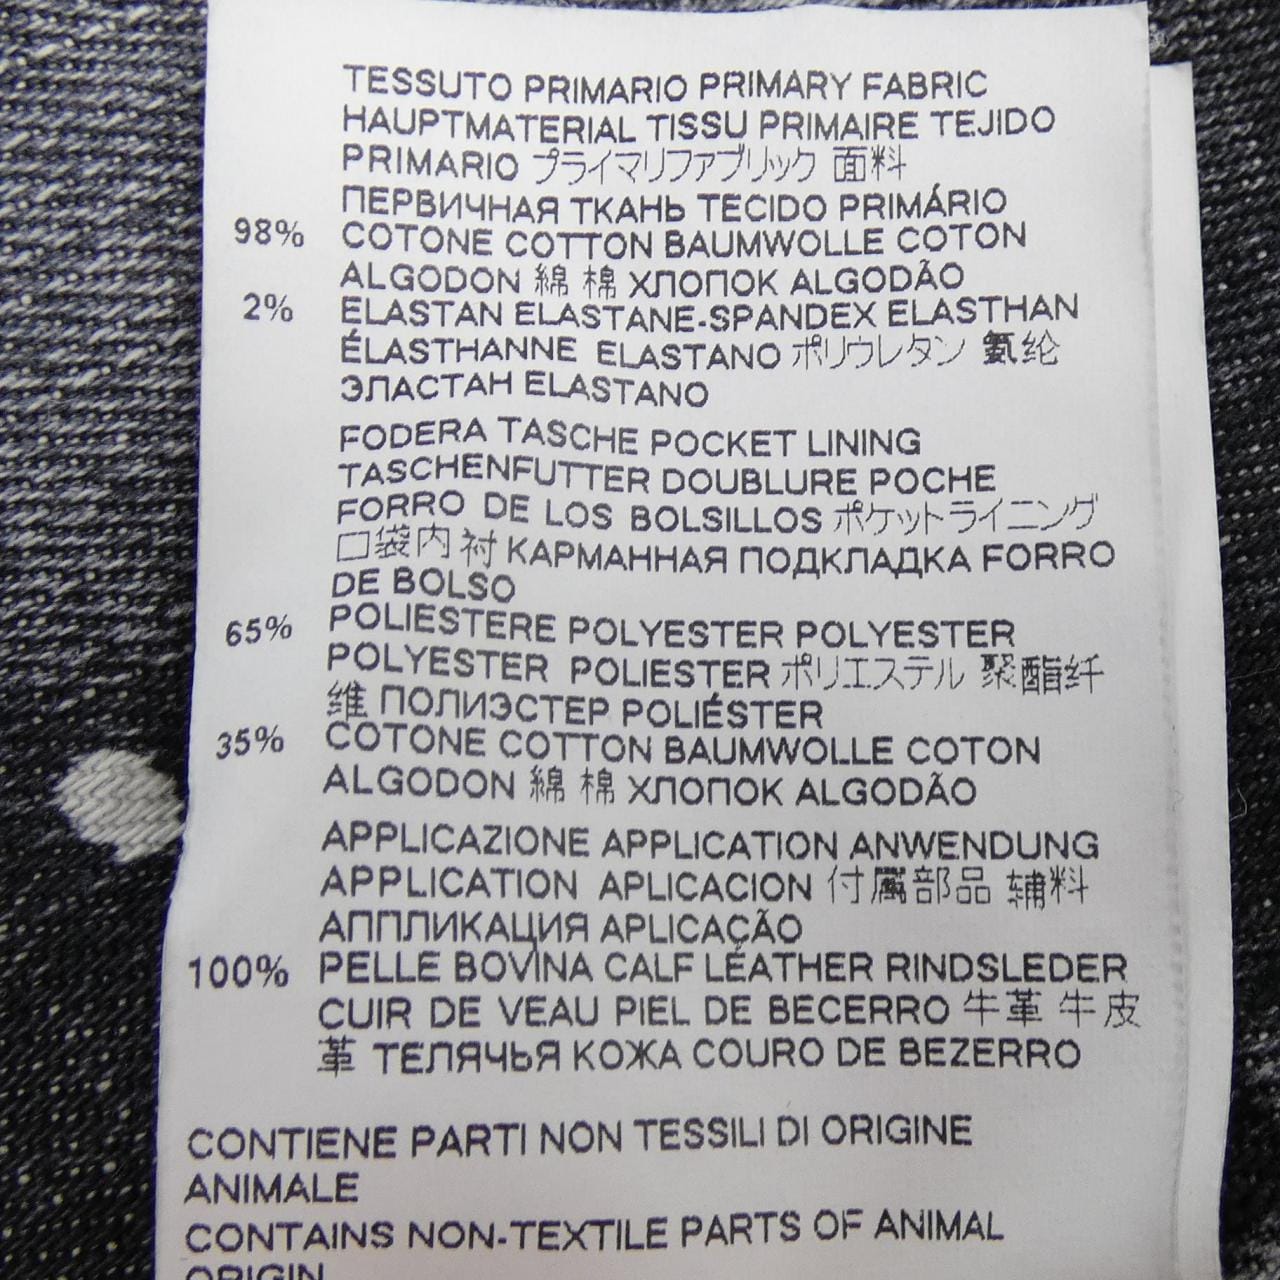 TESSUTO PRIMARIO PRIMARY FABRIC
HAUPTMATERIAL TISSU PRIMAIRE TEJIDO
PRIMARIO プライマリファブリック 面料
ПЕРВИЧНАЯ ТКАНЬ TECIDO PRIMÁRIO
98% COTONE COTTON BAUMWOLLE COTON
ALGODON 綿 棉 ХЛОПОК ALGODÃO
2% ELASTAN ELASTANE-SPANDEX ELASTHAN
ÉLASTHANNE ELASTANO ポリウレタン 氨纶
ЭЛАСТАН ELASTANO
FODERA TASCHE POCKET LINING
TASCHENFUTTER DOUBLURE POCHE
FORRO DE LOS BOLSILLOS ポケットライニング
口袋内衬 КАРМАННАЯ ПОДКЛАДКА FORRO
DE BOLSO
65% POLIESTERE POLYESTER POLYESTER
POLYESTER POLIESTER ポリエステル 聚酯纤
维 ПОЛИЭСТЕР POLIÉSTER
35% COTONE COTTON BAUMWOLLE COTON
ALGODON 綿 棉 ХЛОПОК ALGODÃO
APPLICAZIONE APPLICATION ANWENDUNG
APPLICATION APLICACION 付属部品 辅料
АППЛИКАЦИЯ APLICAÇÃO
100% PELLE BOVINA CALF LEATHER RINDSLEDER
CUIR DE VEAU PIEL DE BECERRO 牛革 牛皮
革 ТЕЛЯЧЬЯ КОЖА COURO DE BEZERRO
CONTIENE PARTI NON TESSILI DI ORIGINE
ANIMALE
CONTAINS NON-TEXTILE PARTS OF ANIMAL
ORIGIN